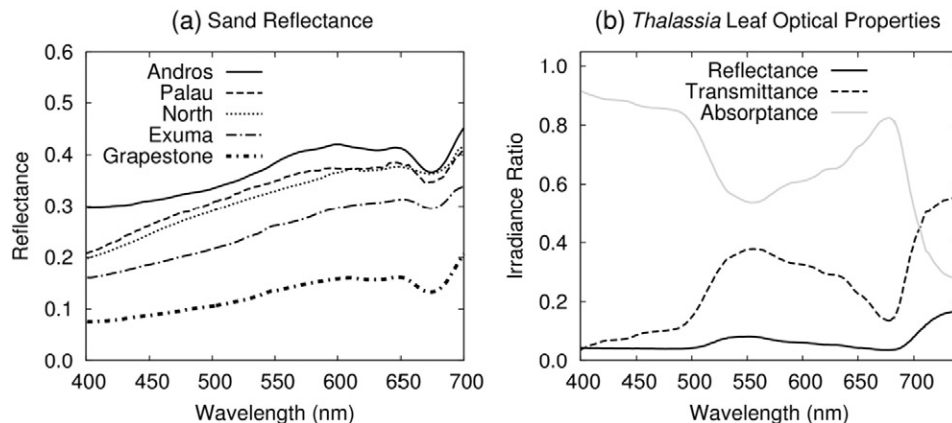 (a) Sand Reflectance
0.6
0.5
0.4
0.3
0.2
0.1
0.0
Reflectance
Andros
Palau
North
Exuma
Grapestone
400 450 500 550 600 650 700
Wavelength (nm)
(b) Thalassia Leaf Optical Properties
1.0
0.8
0.6
0.4
0.2
0.0
Irradiance Ratio
Reflectance
Transmittance
Absorptance
400 450 500 550 600 650 700
Wavelength (nm)